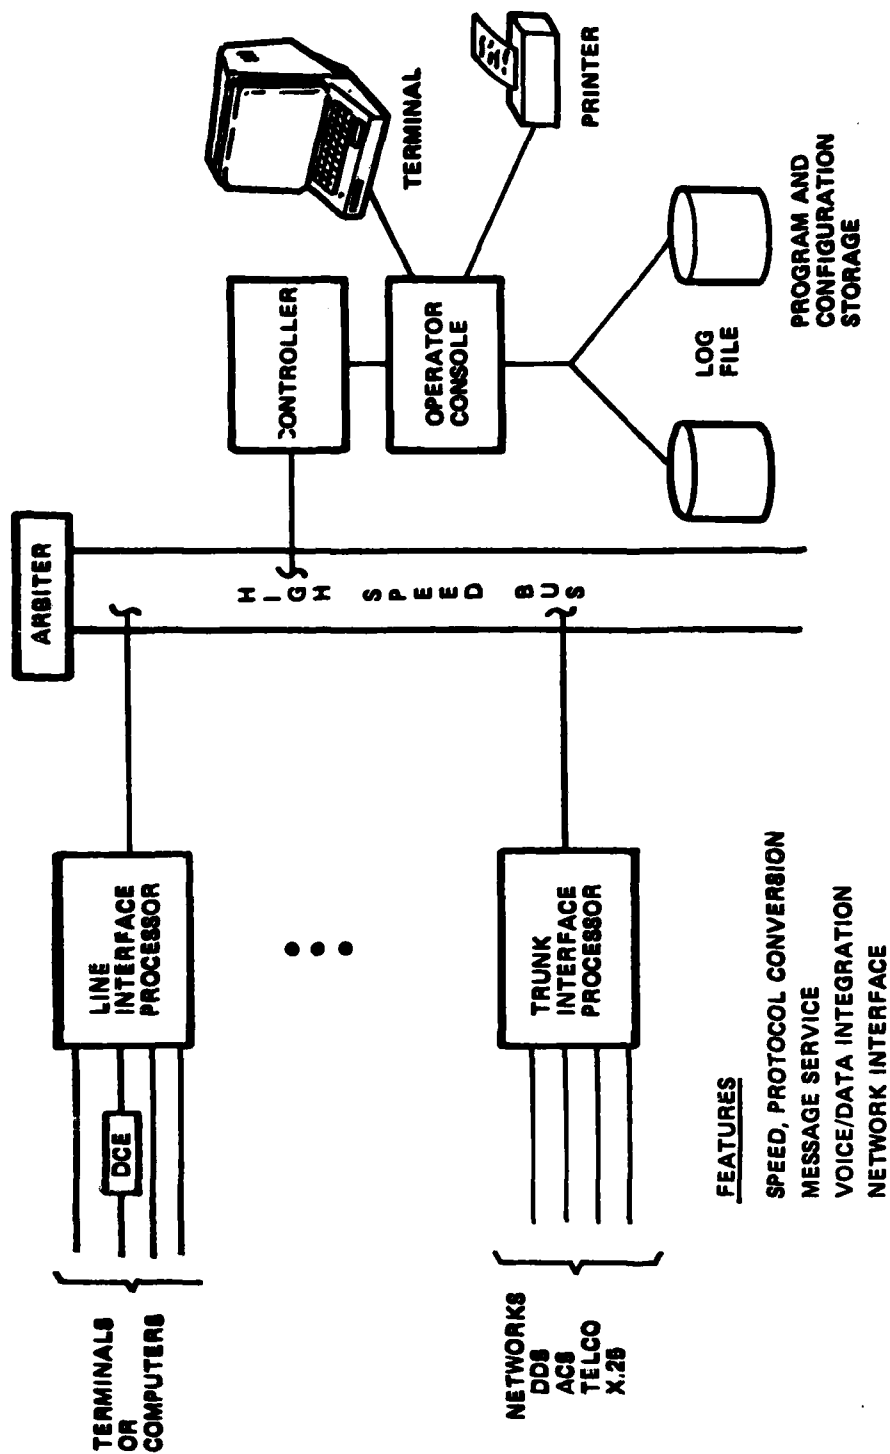 ARBITER
TERMINALS
OR
COMPUTERS
DCE
LINE
INTERFACE
PROCESSOR
HIGH SPEED BUS
CONTROLLER
TERMINAL
OPERATOR
CONSOLE
PRINTER
NETWORKS
DDS
ACS
TELCO
X.25
TRUNK
INTERFACE
PROCESSOR
LOG
FILE
PROGRAM AND
CONFIGURATION
STORAGE
FEATURES
SPEED, PROTOCOL CONVERSION
MESSAGE SERVICE
VOICE/DATA INTEGRATION
NETWORK INTERFACE